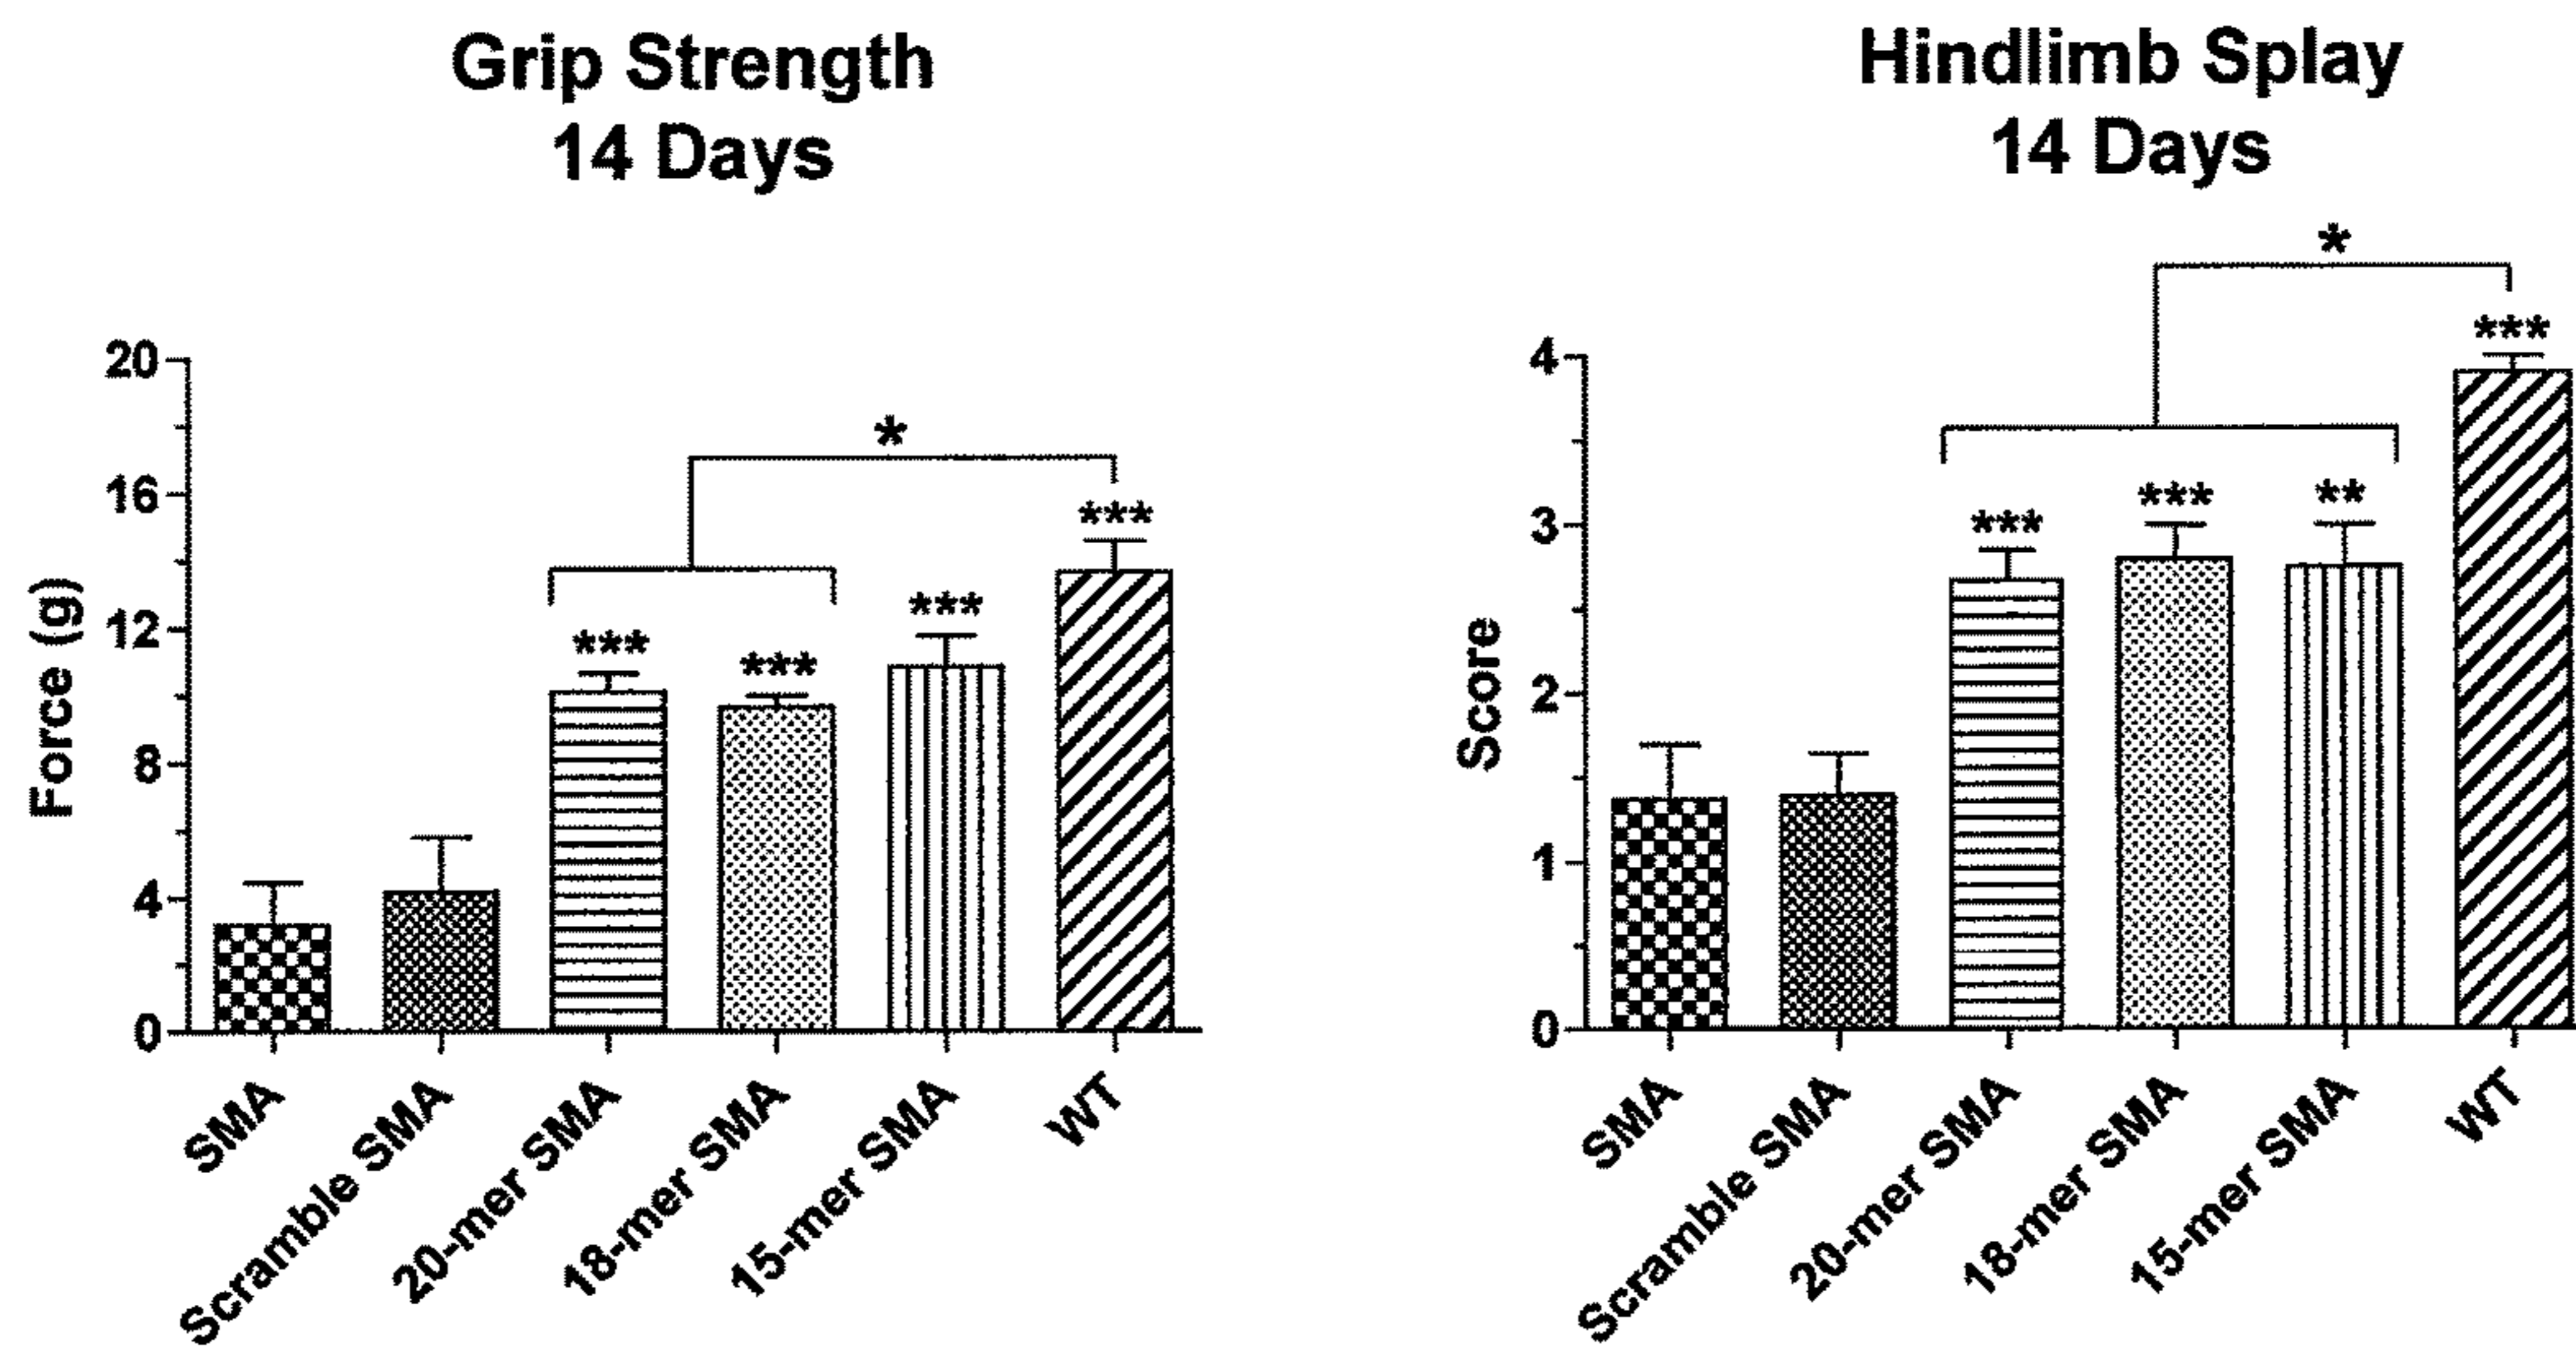 Grip Strength
14 Days
*
***
***
***
***
Force (g)
20
16
12
8
4
0
SMA
Scramble SMA
20-mer SMA
18-mer SMA
15-mer SMA
WT
Hindlimb Splay
14 Days
*
***
***
***
**
Score
4
3
2
1
0
SMA
Scramble SMA
20-mer SMA
18-mer SMA
15-mer SMA
WT